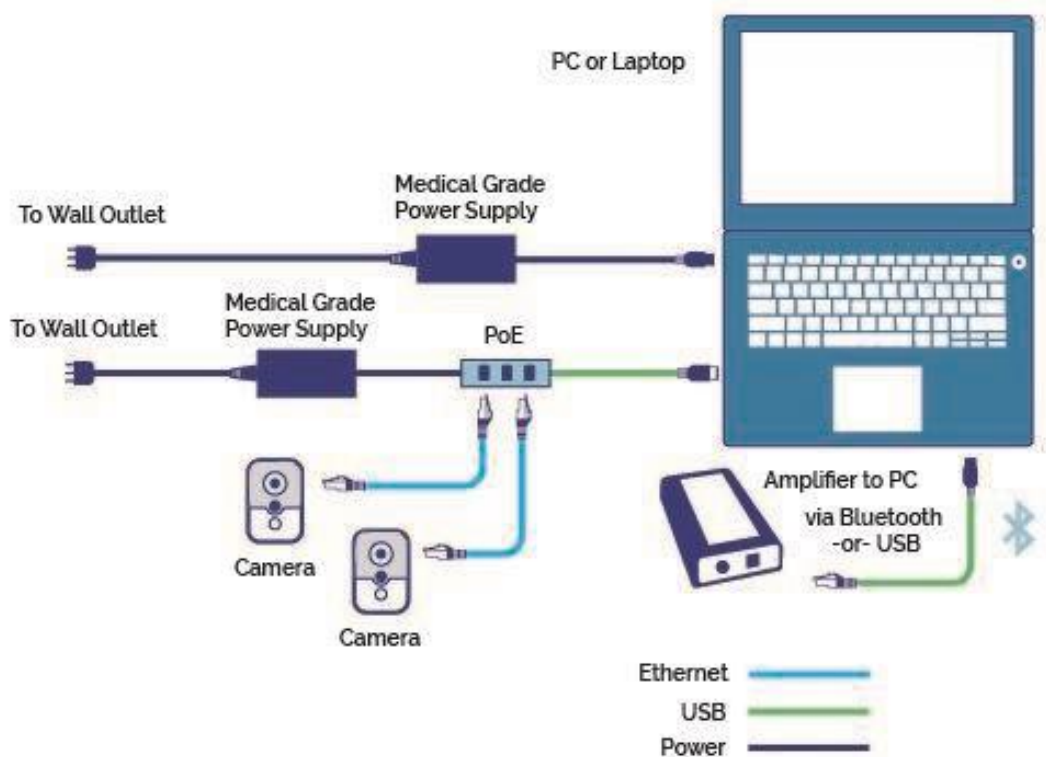 PC or Laptop
Medical Grade
Power Supply
To Wall Outlet
Medical Grade
Power Supply
To Wall Outlet
PoE
Amplifier to PC
via Bluetooth
-or- USB
Camera
Camera
Ethernet
USB
Power